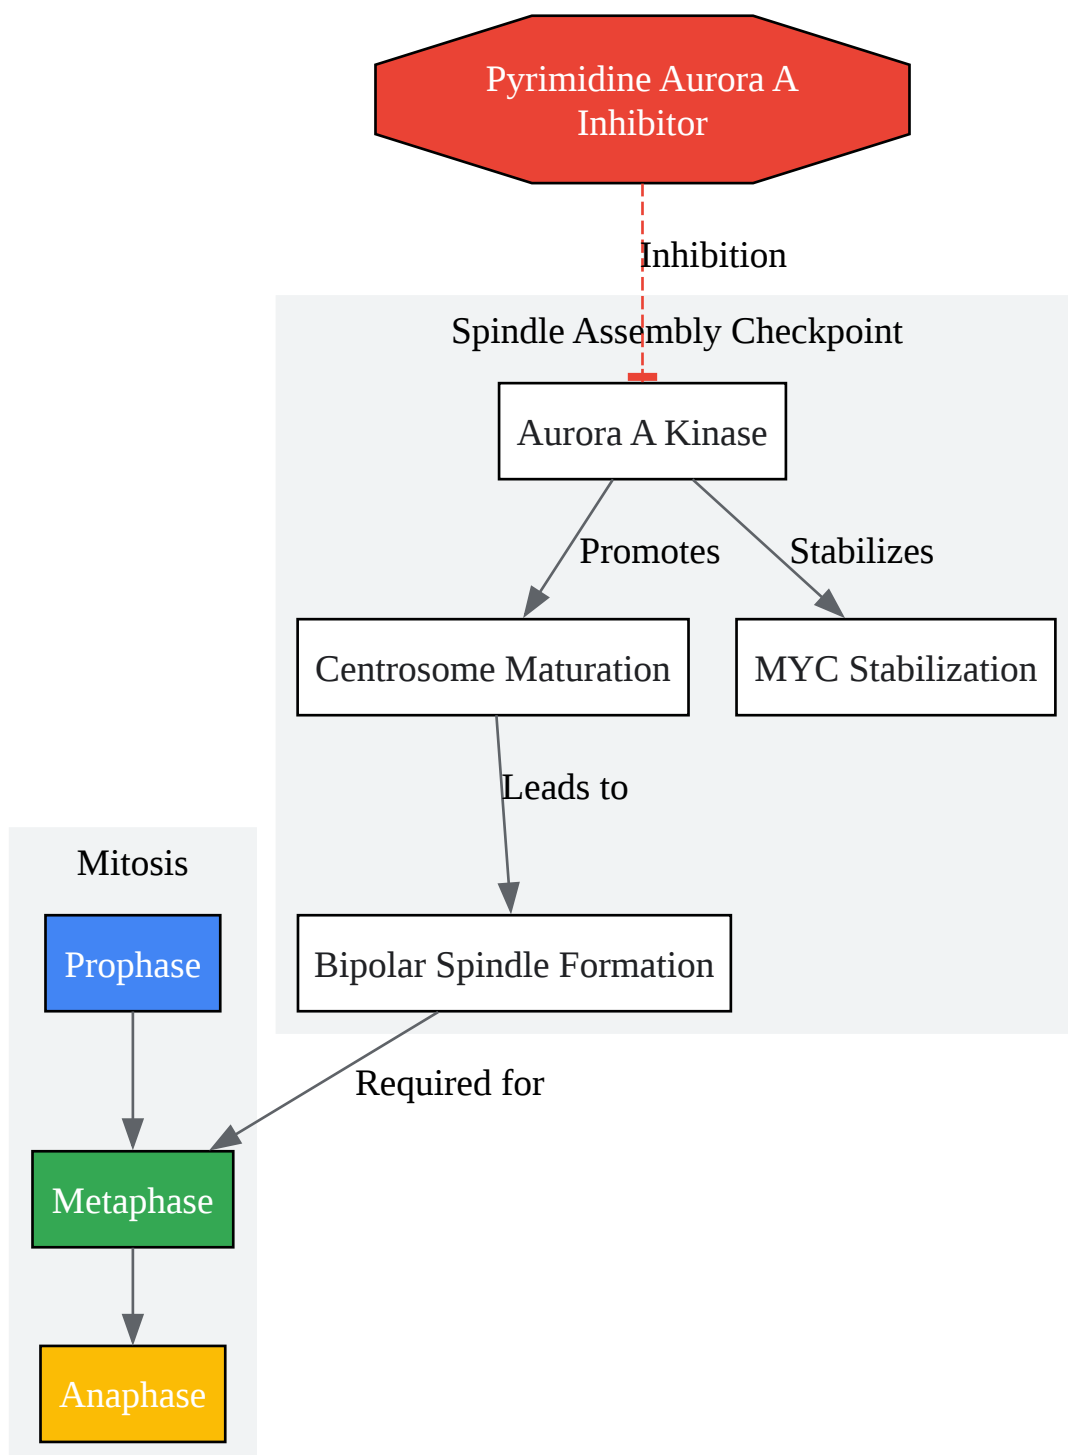 Pyrimidine Aurora A
Inhibitor
Inhibition
Spindle Assembly Checkpoint
Aurora A Kinase
Promotes
Stabilizes
Centrosome Maturation
MYC Stabilization
Leads to
Mitosis
Prophase
Bipolar Spindle Formation
Required for
Metaphase
Anaphase